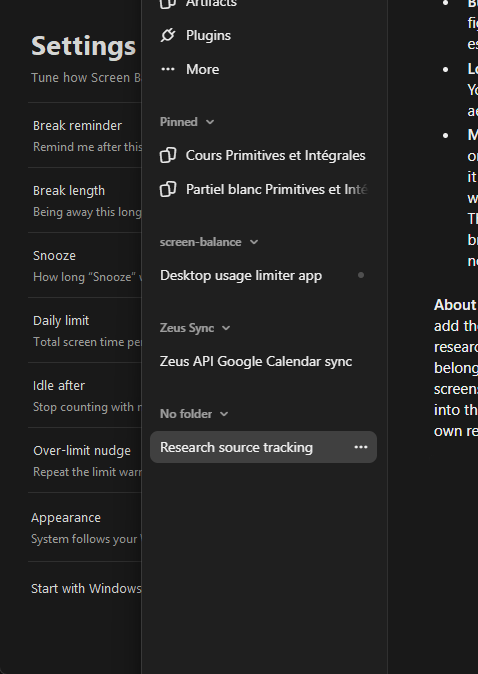 Settings
Tune how Screen B
Break reminder
Remind me after this
Break length
Being away this long
Snooze
How long “Snooze”
Daily limit
Total screen time pe
Idle after
Stop counting with
Over-limit nudge
Repeat the limit warn
Appearance
System follows your
Start with Windows
Artifacts
Plugins
More
Pinned
Cours Primitives et Intégrales
Partiel blanc Primitives et Inté
screen-balance
Desktop usage limiter app
Zeus Sync
Zeus API Google Calendar sync
No folder
Research source tracking
fi
es
Yo
a
M
o
it
w
T
b
n
About
add th
researc
belong
screens
into th
own re